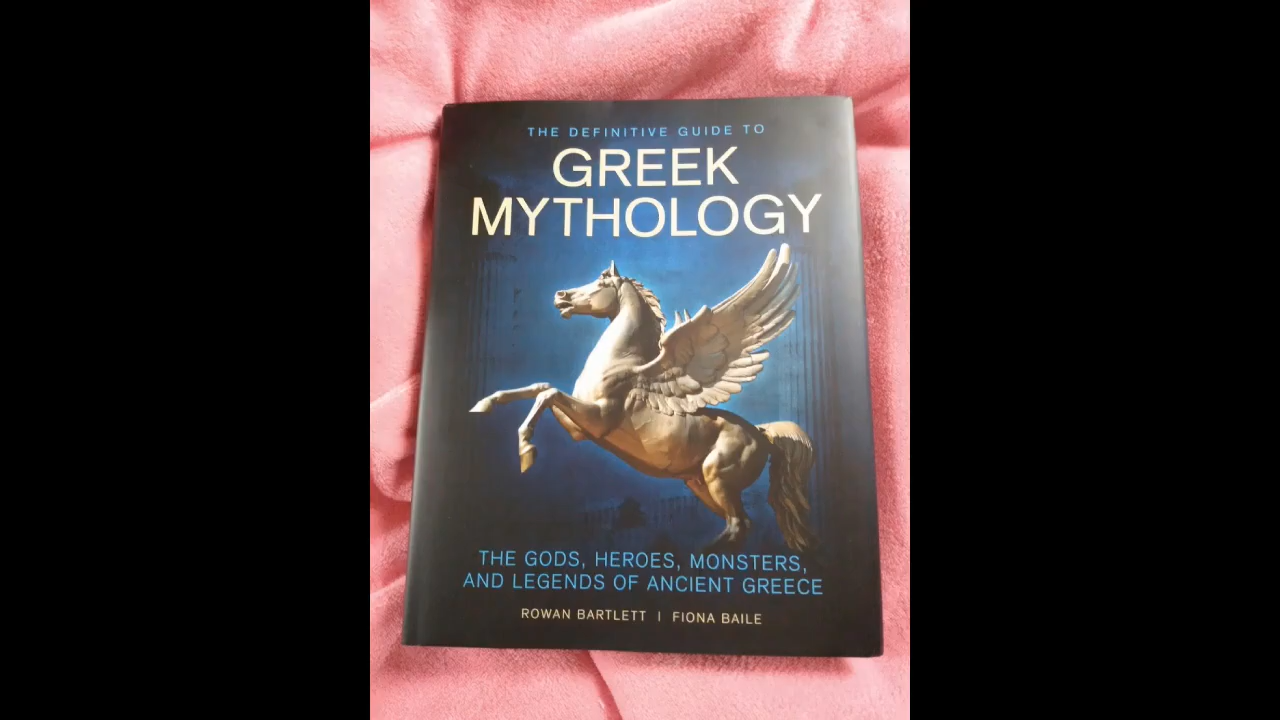 THE DEFINITIVE GUIDE TO
GREEK
MYTHOLOGY
THE GODS, HEROES, MONSTERS,
AND LEGENDS OF ANCIENT GREECE
ROWAN BARTLETT | FIONA BAILE